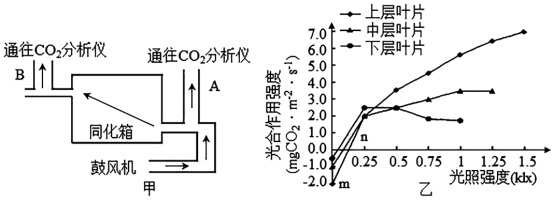 通往CO₂分析仪
B
通往CO₂分析仪
A
同化箱
鼓风机
甲
上层叶片
中层叶片
下层叶片
光合作用强度
(mgCO₂·m⁻²·s⁻¹)
7.0
6.0
5.0
4.0
3.0
2.0
1.0
0.0
-1.0
-2.0
n
m
0.25 0.5 0.75 1 1.25 1.5
乙
光照强度(klx)